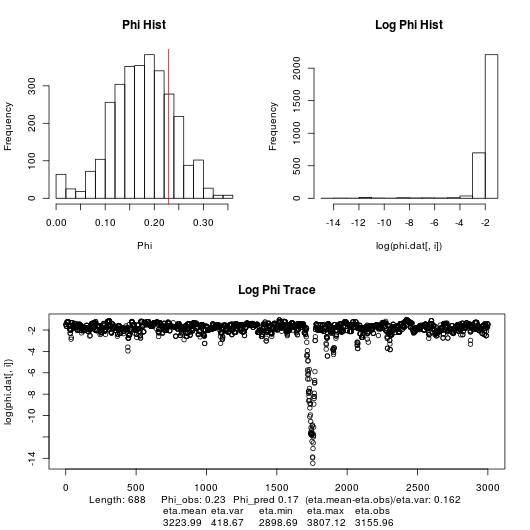 Phi Hist
Log Phi Hist
Frequency
0 100 200 300
0.00 0.10 0.20 0.30
Phi
Frequency
0 500 1000 1500 2000
-14 -12 -10 -8 -6 -4 -2
log(phi.dat[, i])
Log Phi Trace
log(phi.dat[, i])
-2 -4 -6 -8 -10 -14
0 500 1000 1500 2000 2500 3000
Length: 688 Phi_obs: 0.23 Phi_pred 0.17 (eta.mean-eta.obs)/eta.var: 0.162
eta.mean eta.var eta.min eta.max eta.obs
3223.99 418.67 2898.69 3807.12 3155.96